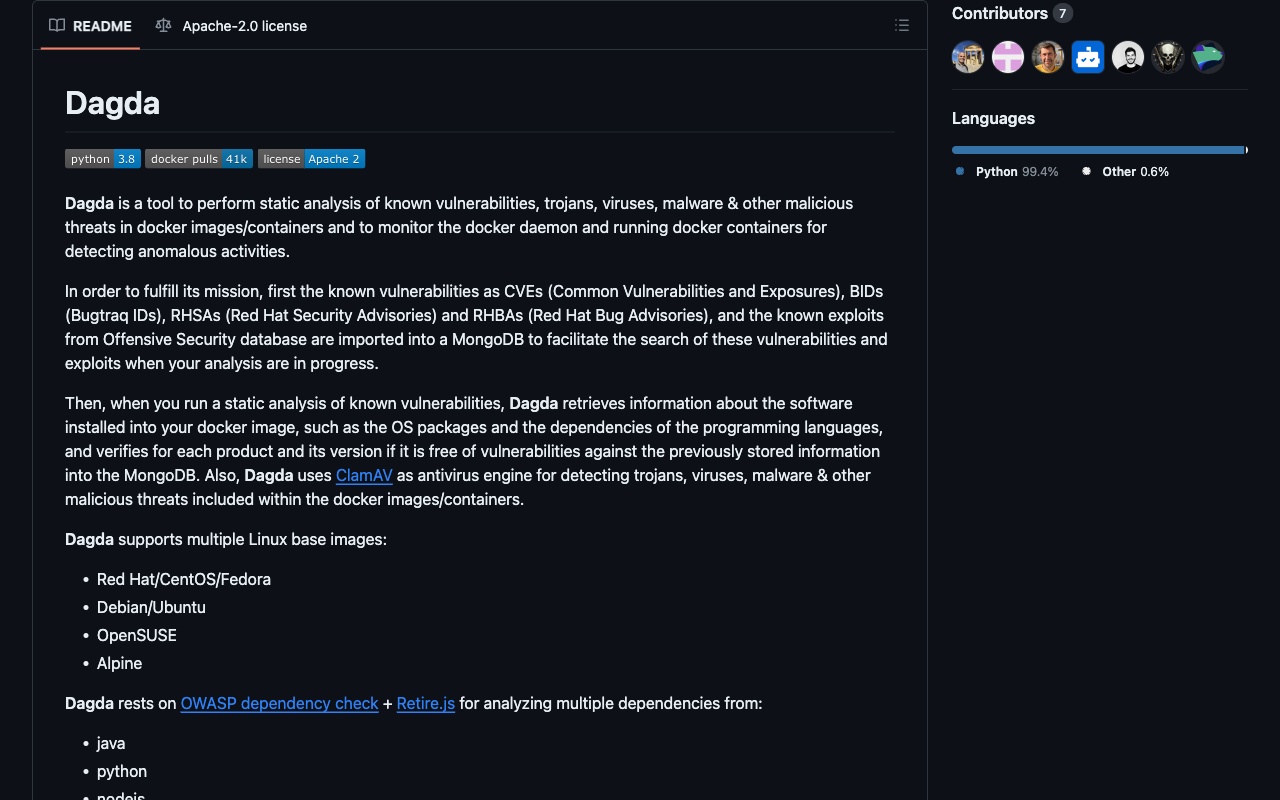 README
Apache-2.0 license
Dagda
python 3.8
docker pulls 41k
license Apache 2
Dagda is a tool to perform static analysis of known vulnerabilities, trojans, viruses, malware & other malicious
threats in docker images/containers and to monitor the docker daemon and running docker containers for
detecting anomalous activities.
In order to fulfill its mission, first the known vulnerabilities as CVEs (Common Vulnerabilities and Exposures), BIDs
(Bugtraq IDs), RHSAs (Red Hat Security Advisories) and RHBAs (Red Hat Bug Advisories), and the known exploits
from Offensive Security database are imported into a MongoDB to facilitate the search of these vulnerabilities and
exploits when your analysis are in progress.
Then, when you run a static analysis of known vulnerabilities, Dagda retrieves information about the software
installed into your docker image, such as the OS packages and the dependencies of the programming languages,
and verifies for each product and its version if it is free of vulnerabilities against the previously stored information
into the MongoDB. Also, Dagda uses ClamAV as antivirus engine for detecting trojans, viruses, malware & other
malicious threats included within the docker images/containers.
Dagda supports multiple Linux base images:
• Red Hat/CentOS/Fedora
• Debian/Ubuntu
• OpenSUSE
• Alpine
Dagda rests on OWASP dependency check + Retire.js for analyzing multiple dependencies from:
• java
• python
• nodejs
Contributors 7
Languages
Python 99.4%
Other 0.6%